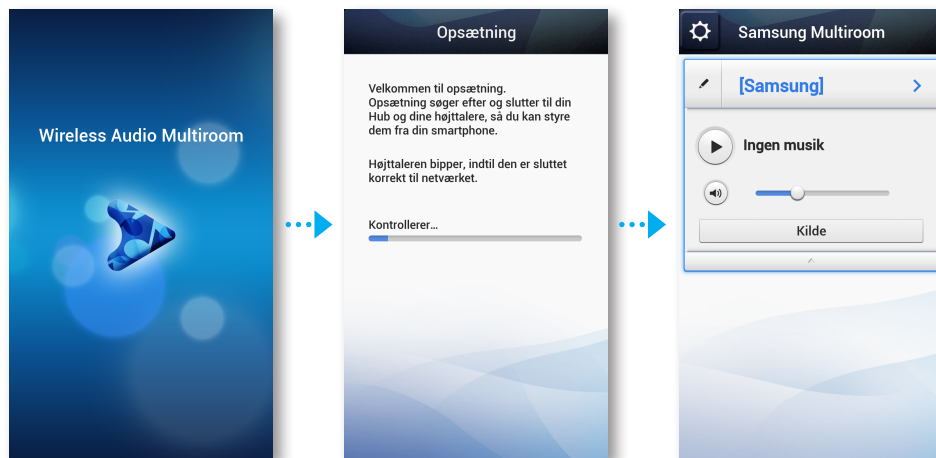 Wireless Audio Multiroom
Opsætning
Velkommen til opsætning.
Opsætning søger efter og slutter til din
Hub og dine højttalere, så du kan styre
dem fra din smartphone.
Højttaleren bipper, indtil den er sluttet
korrekt til netværket.
Kontrollerer...
Samsung Multiroom
[Samsung]
Ingen musik
Kilde